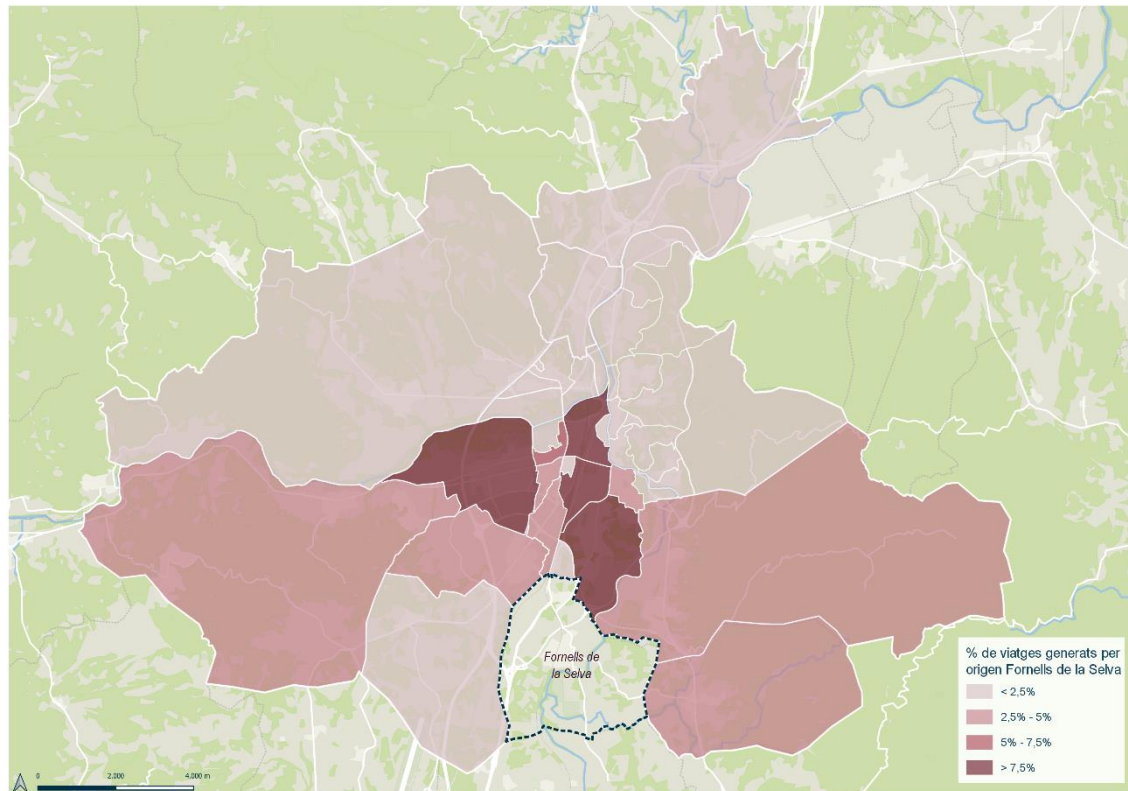 Fornells de
la Selva
% de viatges generats per
origen Fornells de la Selva
< 2,5%
2,5% - 5%
5% - 7,5%
> 7,5%
0 2.000 4.000 m